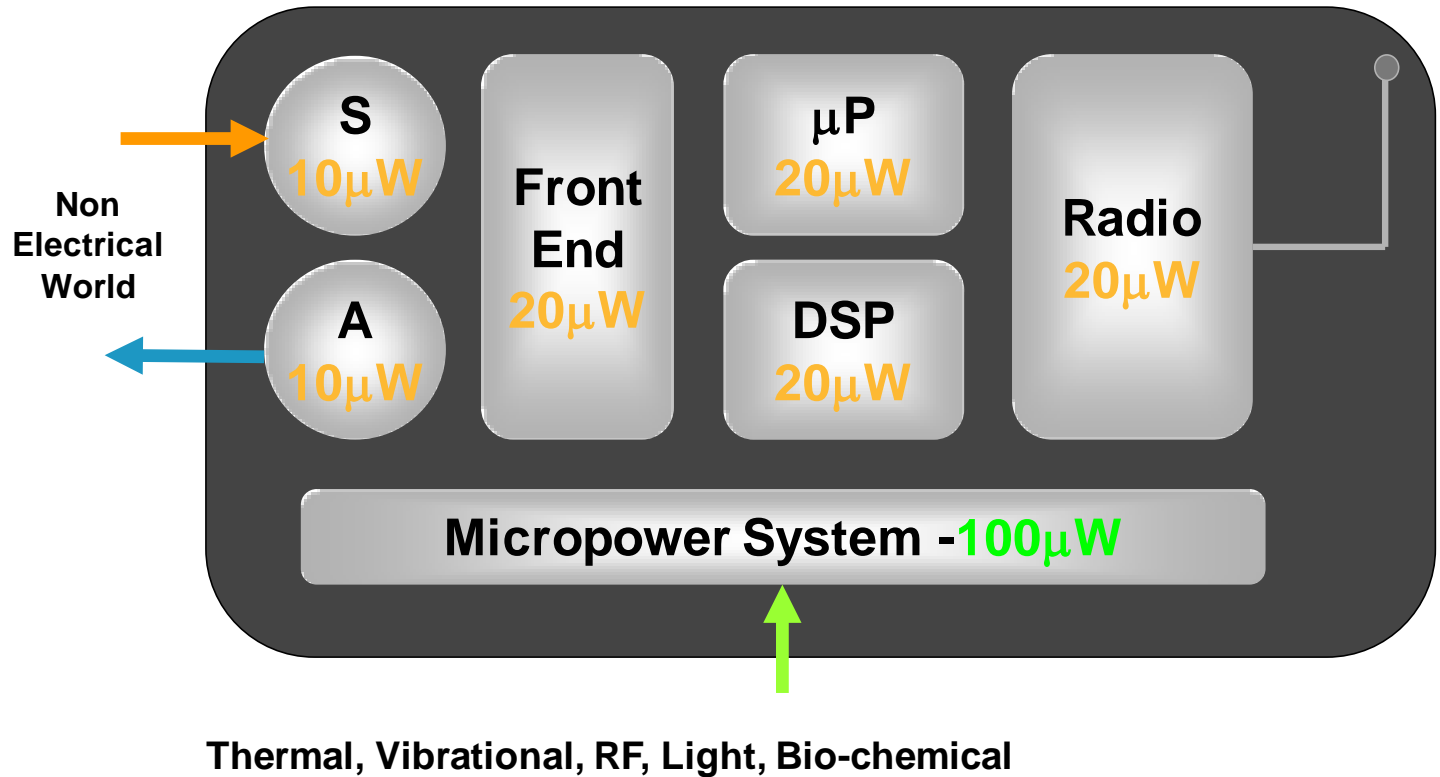 Non
Electrical
World
S
10μW
A
10μW
Front
End
20μW
μP
20μW
DSP
20μW
Radio
20μW
Micropower System -100μW
Thermal, Vibrational, RF, Light, Bio-chemical